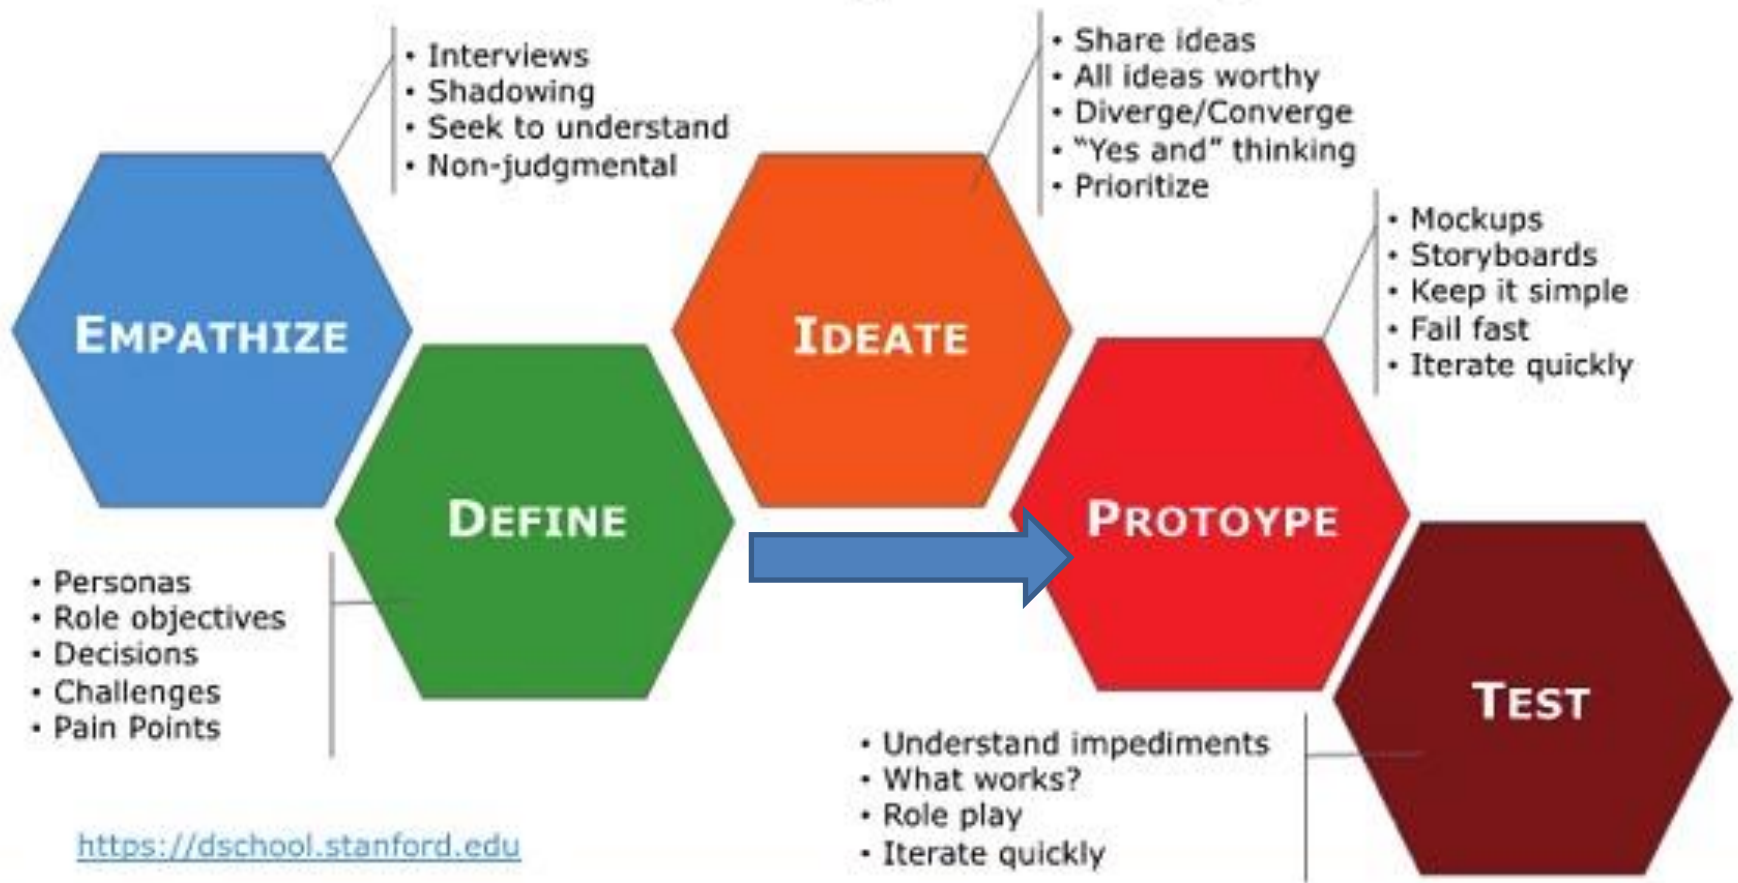 • Interviews
• Shadowing
• Seek to understand
• Non-judgmental
EMPATHIZE
• Personas
• Role objectives
• Decisions
• Challenges
• Pain Points
DEFINE
• Share ideas
• All ideas worthy
• Diverge/Converge
• “Yes and” thinking
• Prioritize
IDEATE
• Mockups
• Storyboards
• Keep it simple
• Fail fast
• Iterate quickly
PROTOYPE
• Understand impediments
• What works?
• Role play
• Iterate quickly
TEST
https://dschool.stanford.edu